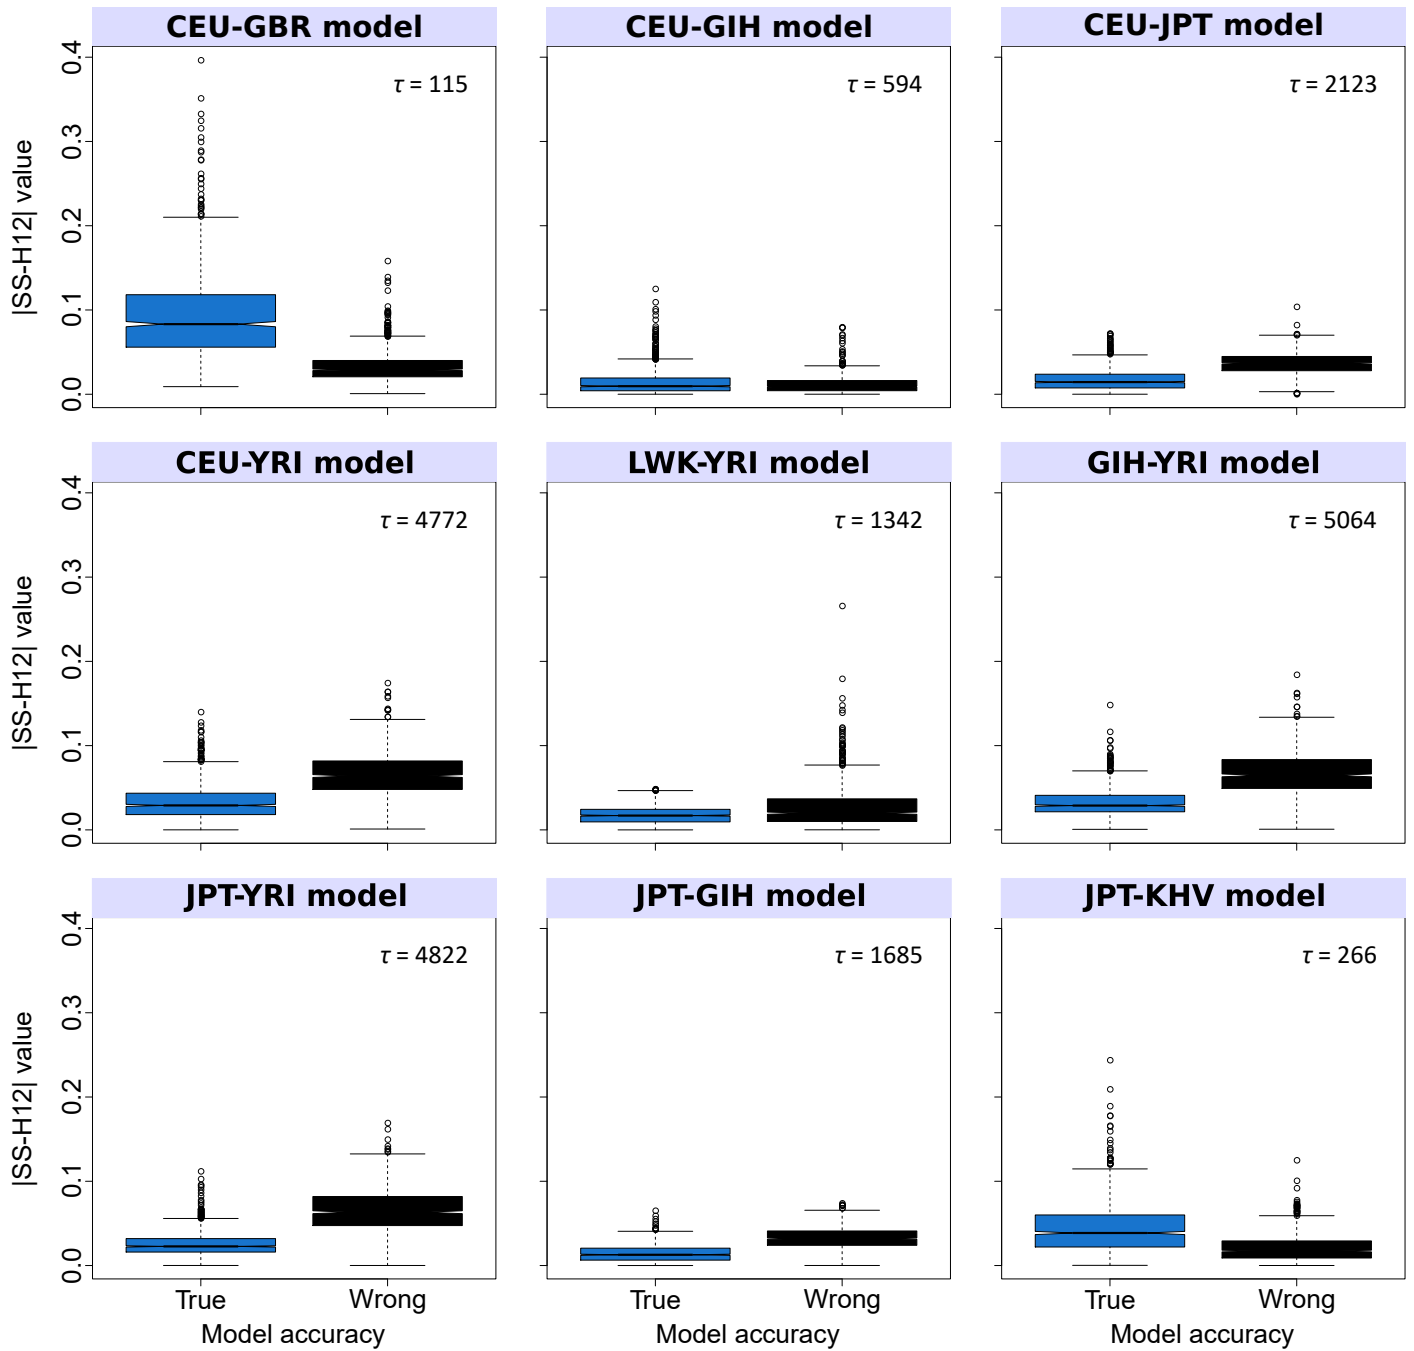 CEU-GBR model
CEU-GIH model
CEU-JPT model
|SS-H12| value
0.4
0.3
0.2
0.1
0.0
τ = 115
τ = 594
τ = 2123
CEU-YRI model
LWK-YRI model
GIH-YRI model
|SS-H12| value
0.4
0.3
0.2
0.1
0.0
τ = 4772
τ = 1342
τ = 5064
JPT-YRI model
JPT-GIH model
JPT-KHV model
|SS-H12| value
0.4
0.3
0.2
0.1
0.0
τ = 4822
τ = 1685
τ = 266
True Wrong
True Wrong
True Wrong
Model accuracy
Model accuracy
Model accuracy